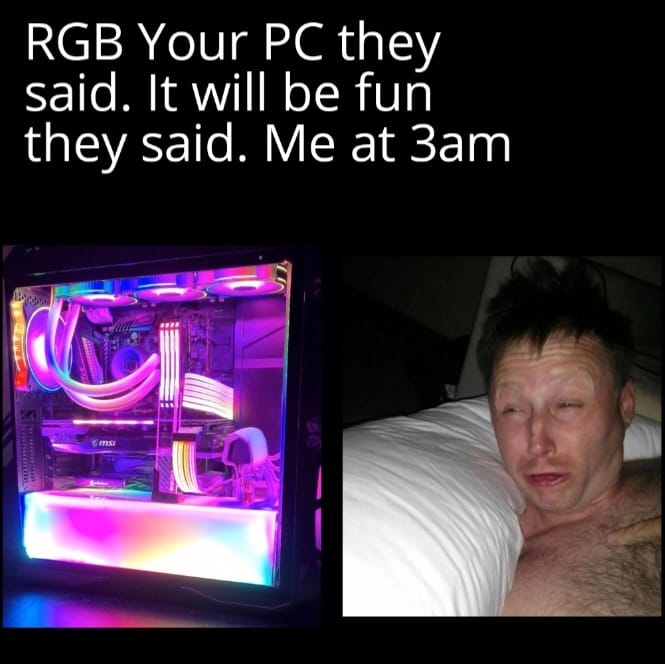 RGB Your PC they
said. It will be fun
they said. Me at 3am
msi